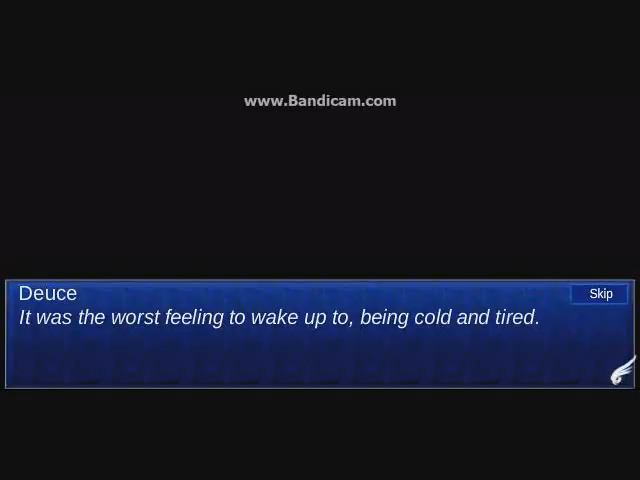 www.Bandicam.com
Deuce
Skip
It was the worst feeling to wake up to, being cold and tired.